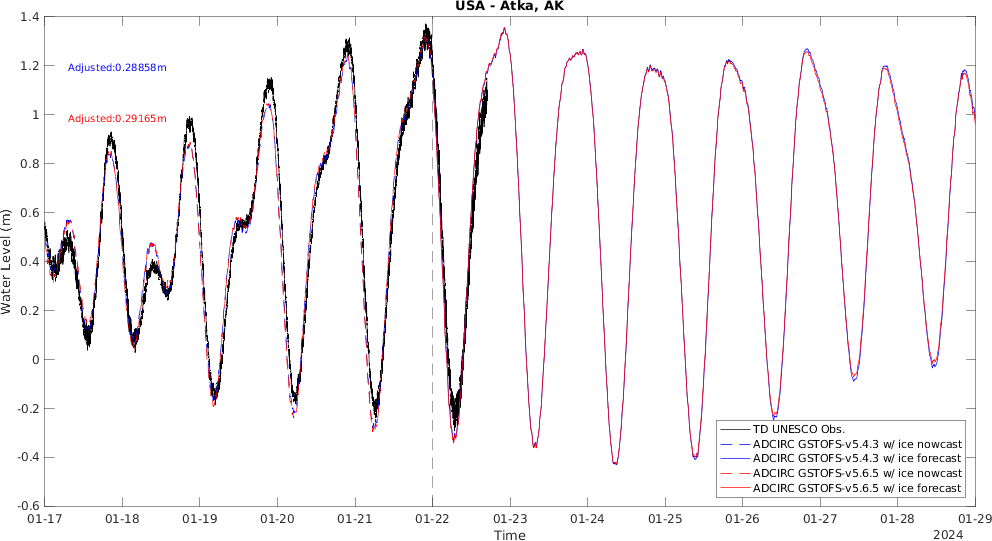 USA - Atka, AK
1.4
1.2
1
0.8
0.6
0.4
0.2
0
-0.2
-0.4
-0.6
Water Level (m)
Adjusted:0.28858m
Adjusted:0.29165m
TD UNESCO Obs.
ADCIRC GSTOFS-v5.4.3 w/ ice nowcast
ADCIRC GSTOFS-v5.4.3 w/ ice forecast
ADCIRC GSTOFS-v5.6.5 w/ ice nowcast
ADCIRC GSTOFS-v5.6.5 w/ ice forecast
01-17 01-18 01-19 01-20 01-21 01-22 01-23 01-24 01-25 01-26 01-27 01-28 01-29
Time
2024